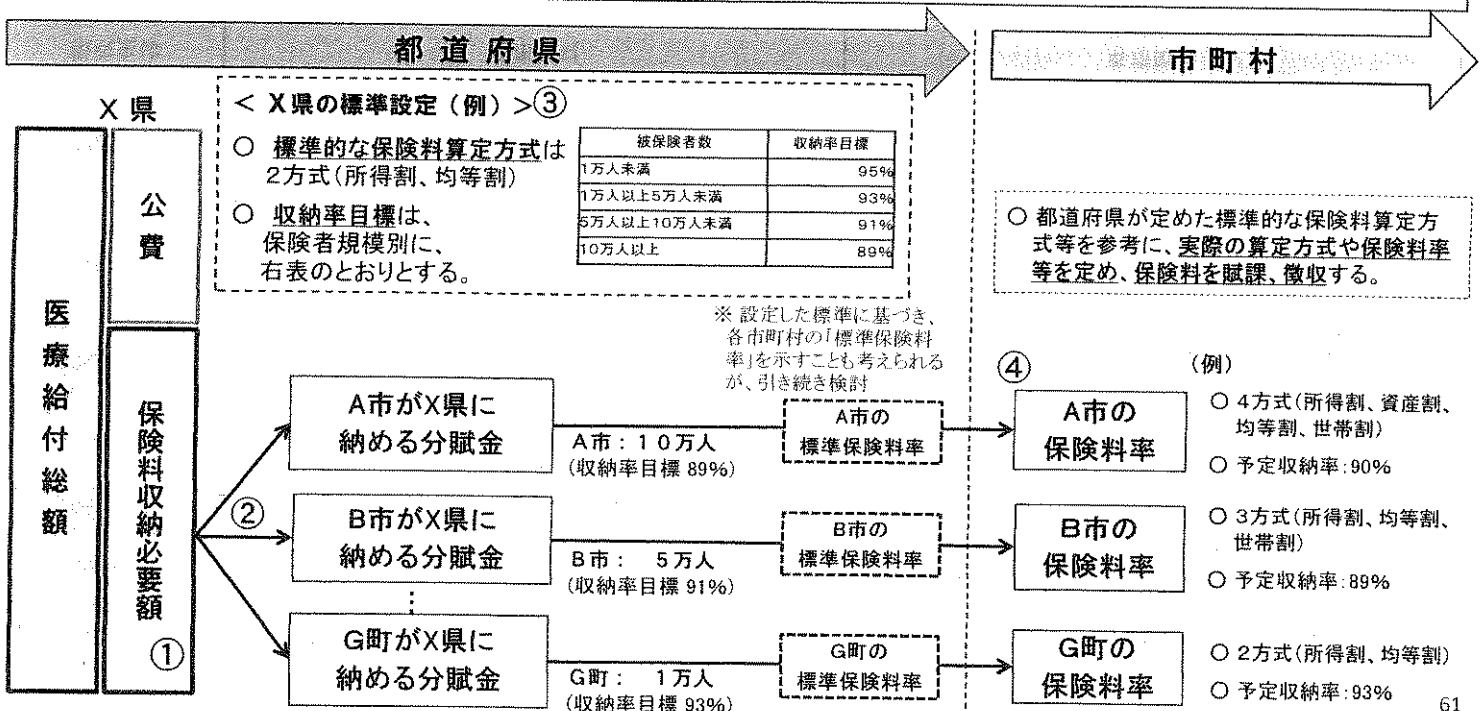 都道府県
市町村
X県
医療給付総額
公費
保険料収納必要額
①
②
< X県の標準設定(例) >③
○ 標準的な保険料算定方式は
2方式(所得割、均等割)
○ 収納率目標は、
保険者規模別に、
右表のとおりとする。
被保険者数 収納率目標
1万人未満 95%
1万人以上5万人未満 93%
5万人以上10万人未満 91%
10万人以上 89%
※ 設定した標準に基づき、
各市町村の「標準保険料
率」を示すことも考えられる
が、引き続き検討
○ 都道府県が定めた標準的な保険料算定方
式等を参考に、実際の算定方式や保険料率
等を定め、保険料を賦課、徴収する。
④
(例)
A市がX県に
納める分賦金
A市:10万人
(収納率目標 89%)
A市の
標準保険料率
A市の
保険料率
○ 4方式(所得割、資産割、
均等割、世帯割)
○ 予定収納率:90%
B市がX県に
納める分賦金
B市: 5万人
(収納率目標 91%)
B市の
標準保険料率
B市の
保険料率
○ 3方式(所得割、均等割、
世帯割)
○ 予定収納率:89%
G町がX県に
納める分賦金
G町: 1万人
(収納率目標 93%)
G町の
標準保険料率
G町の
保険料率
○ 2方式(所得割、均等割)
○ 予定収納率:93%
61